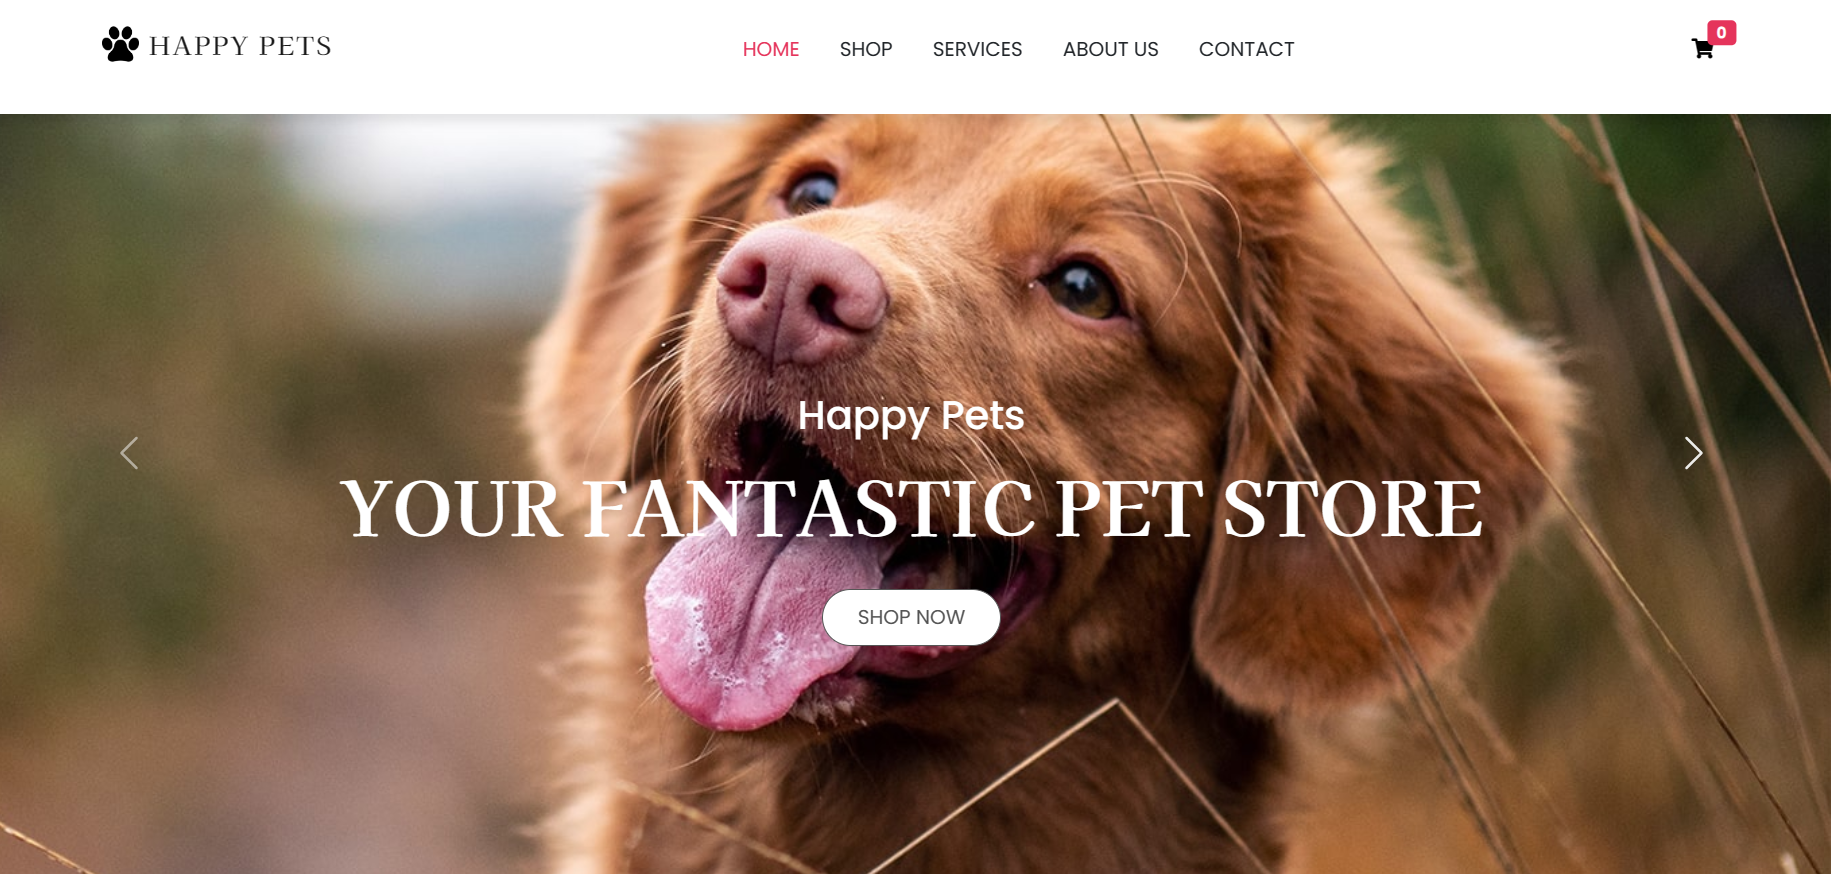 HAPPY PETS
HOME SHOP SERVICES ABOUT US CONTACT
0
Happy Pets
YOUR FANTASTIC PET STORE
SHOP NOW